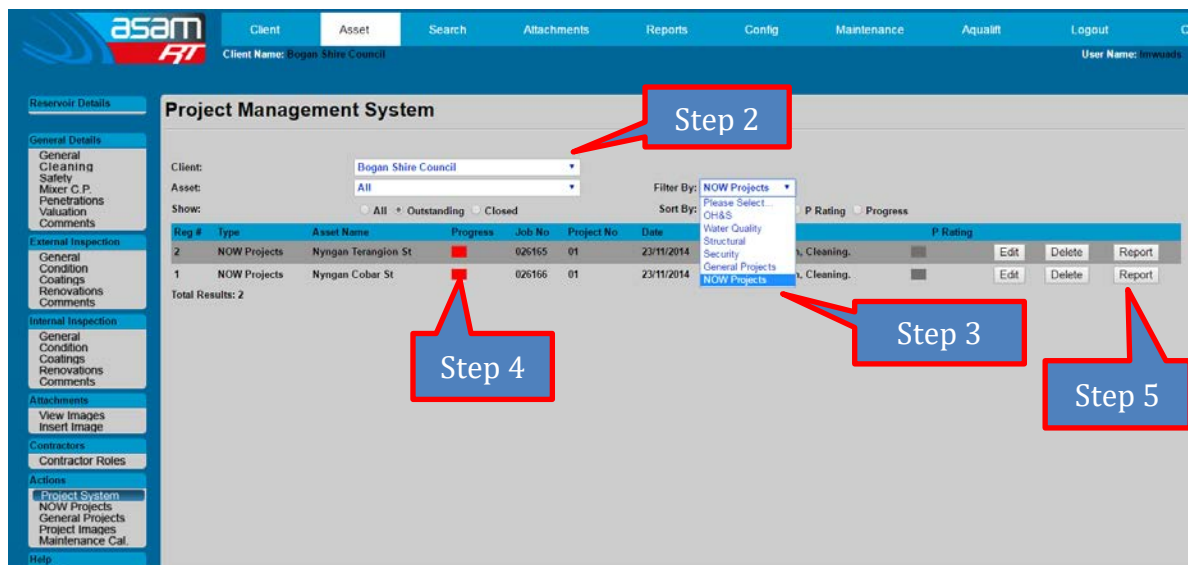 asam
RT
Client Asset Search Attachments Reports Config Maintenance Aqualift Logout
Client Name: Bogan Shire Council
User Name:
Reservoir Details
General Details
General
Cleaning
Safety
Mixer C.P.
Penetrations
Valuation
Comments
External Inspection
General
Condition
Coatings
Renovations
Comments
Internal Inspection
General
Condition
Coatings
Renovations
Comments
Attachments
View Images
Insert Image
Contractors
Contractor Roles
Actions
Project System
NOW Projects
General Projects
Project Images
Maintenance Cal.
Help
Project Management System
Step 2
Client: Bogan Shire Council
Asset: All Filter By: NOW Projects
Please Select...
OH&S
Water Quality
Structural
Security
General Projects
NOW Projects
Show: All Outstanding Closed Sort By: P Rating Progress
Reg # Type Asset Name Progress Job No Project No Date P Rating
2 NOW Projects Nyngan Terangion St 026165 01 23/11/2014 , Cleaning. Edit Delete Report
1 NOW Projects Nyngan Cobar St 026166 01 23/11/2014 , Cleaning. Edit Delete Report
Total Results: 2
Step 3
Step 4
Step 5